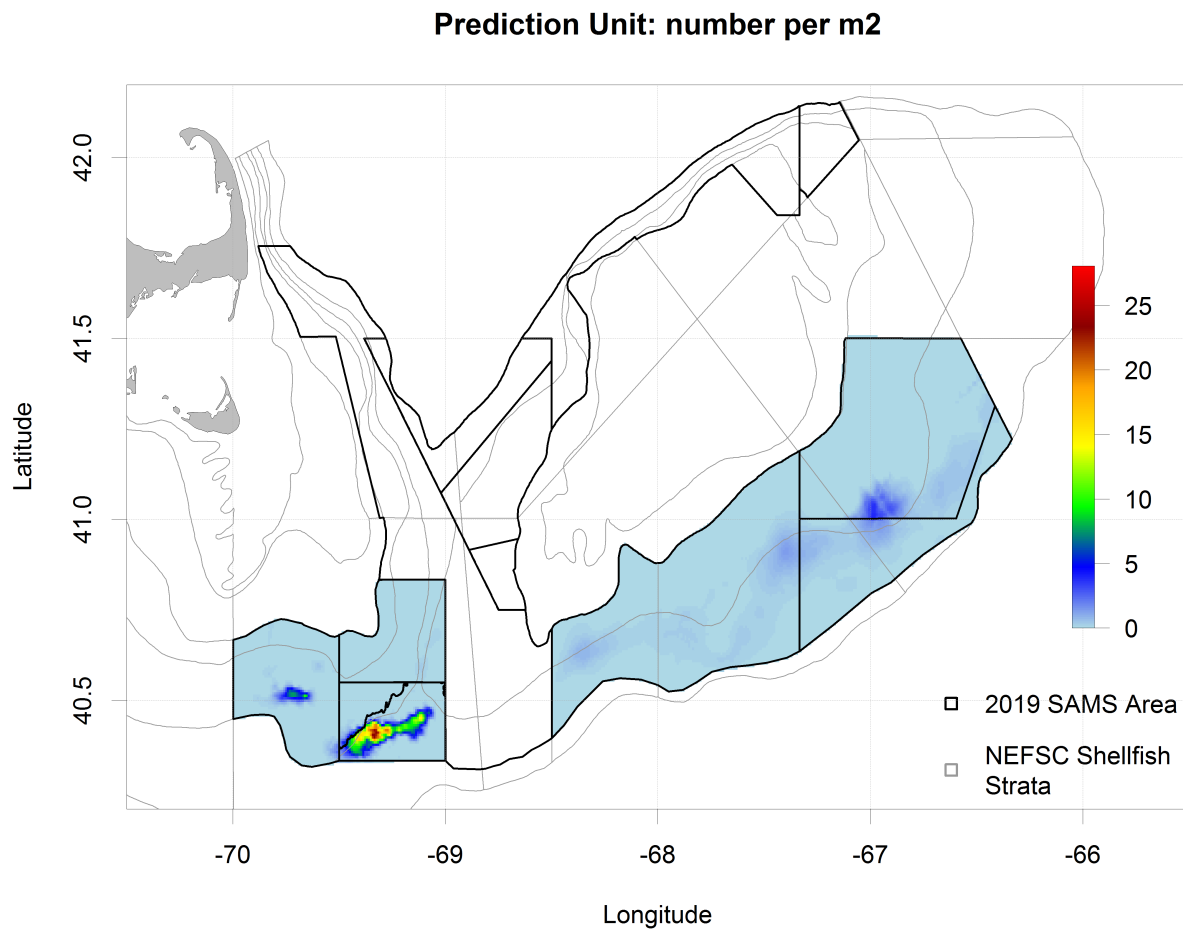 Prediction Unit: number per m2
42.0
41.5
41.0
40.5
Latitude
25
20
15
10
5
0
2019 SAMS Area
NEFSC Shellfish
Strata
-70
-69
-68
-67
-66
Longitude